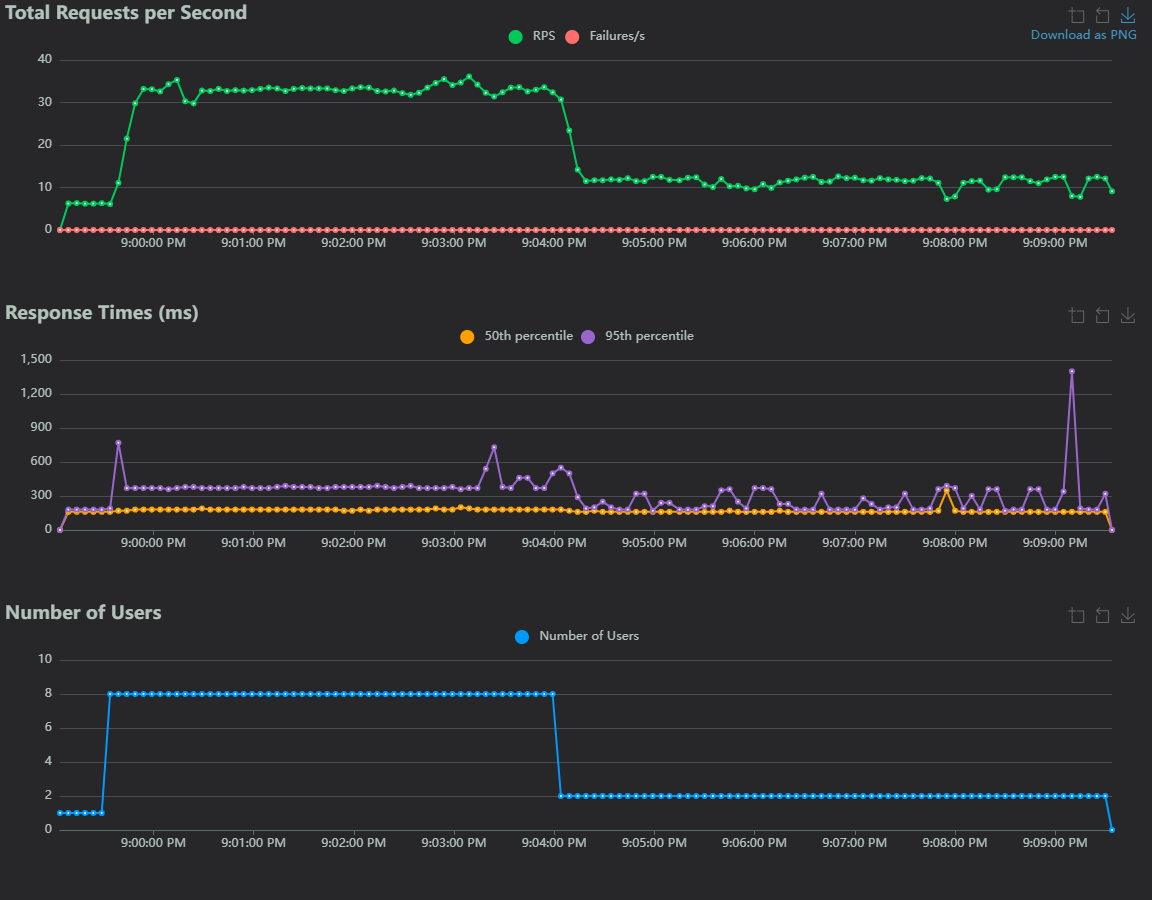 Total Requests per Second
Download as PNG
RPS Failures/s
40
30
20
10
0
9:00:00 PM 9:01:00 PM 9:02:00 PM 9:03:00 PM 9:04:00 PM 9:05:00 PM 9:06:00 PM 9:07:00 PM 9:08:00 PM 9:09:00 PM
Response Times (ms)
50th percentile 95th percentile
1,500
1,200
900
600
300
0
9:00:00 PM 9:01:00 PM 9:02:00 PM 9:03:00 PM 9:04:00 PM 9:05:00 PM 9:06:00 PM 9:07:00 PM 9:08:00 PM 9:09:00 PM
Number of Users
Number of Users
10
8
6
4
2
0
9:00:00 PM 9:01:00 PM 9:02:00 PM 9:03:00 PM 9:04:00 PM 9:05:00 PM 9:06:00 PM 9:07:00 PM 9:08:00 PM 9:09:00 PM